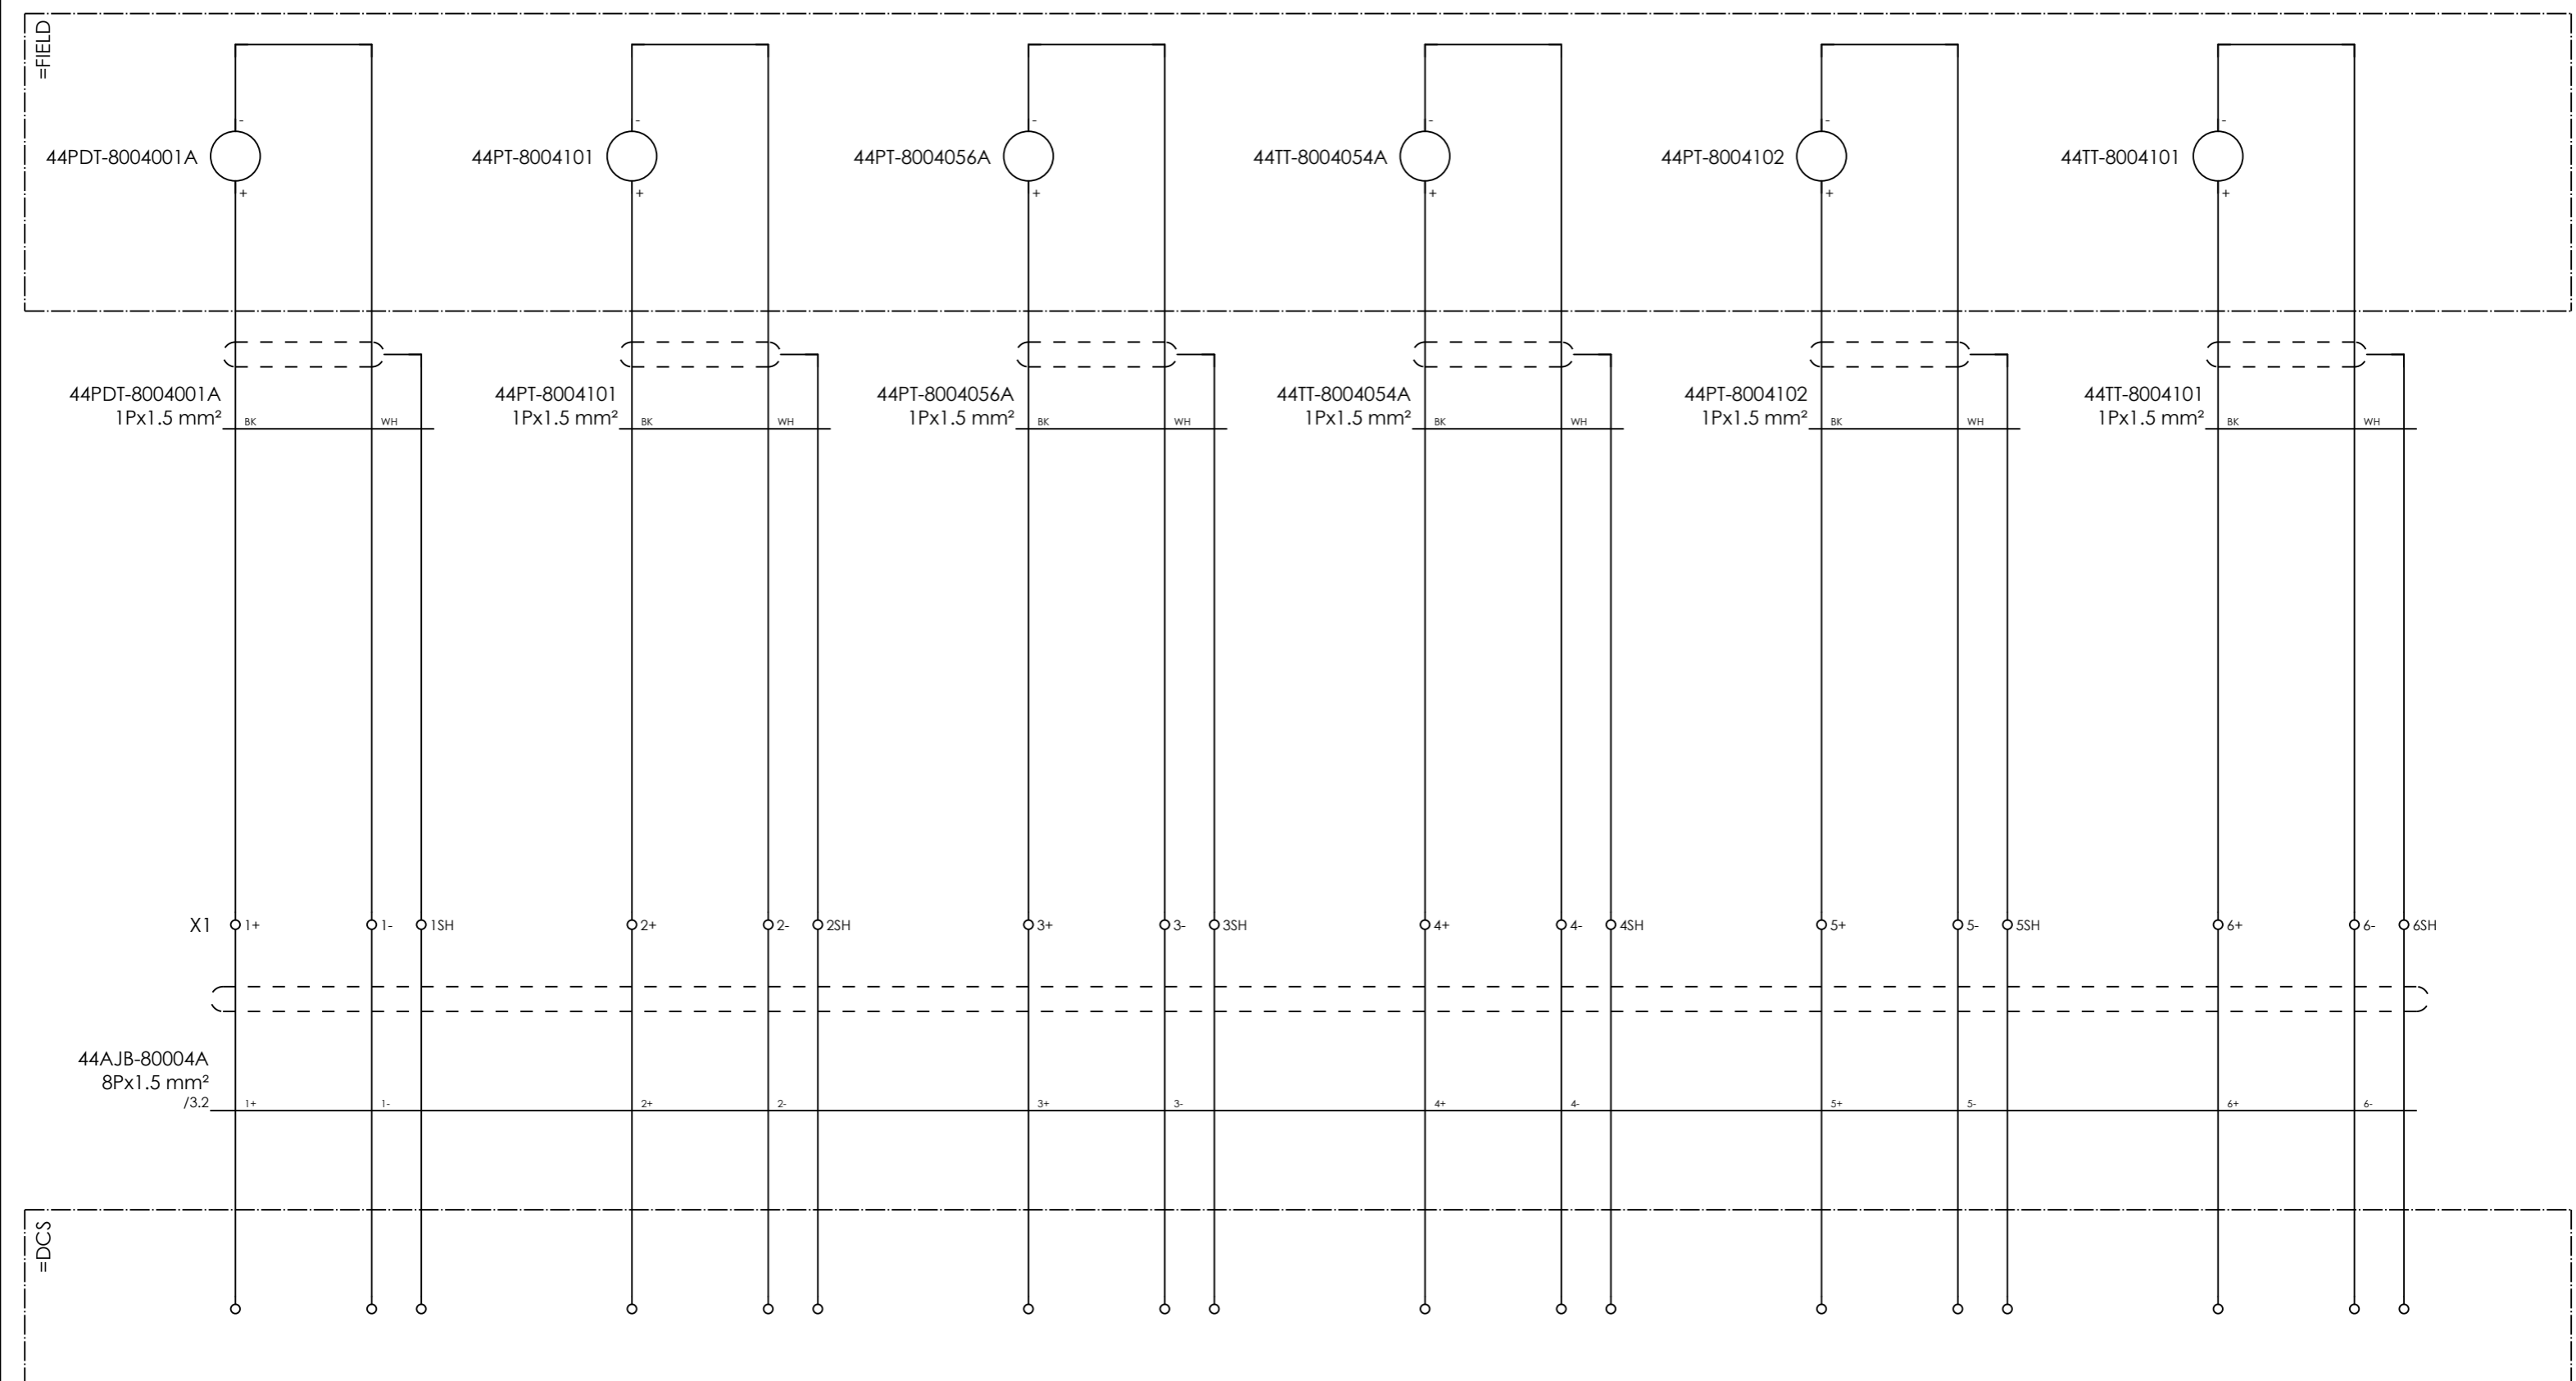 =FIELD
- - - - - -
44PDT-8004001A 44PT-8004101 44PT-8004056A 44TT-8004054A 44PT-8004102 44TT-8004101
+ + + + + +
44PDT-8004001A 44PT-8004101 44PT-8004056A 44TT-8004054A 44PT-8004102 44TT-8004101
1Px1.5 mm² 1Px1.5 mm² 1Px1.5 mm² 1Px1.5 mm² 1Px1.5 mm² 1Px1.5 mm²
BK WH BK WH BK WH BK WH BK WH BK WH
X1 1+ 1- 1SH 2+ 2- 2SH 3+ 3- 3SH 4+ 4- 4SH 5+ 5- 5SH 6+ 6- 6SH
44AJB-80004A
8Px1.5 mm²
/3.2 1+ 1- 2+ 2- 3+ 3- 4+ 4- 5+ 5- 6+ 6-
=DCS